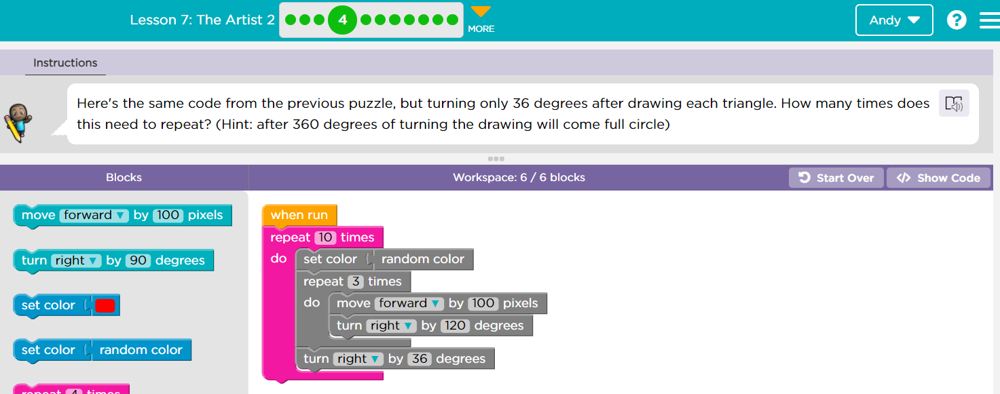 Lesson 7: The Artist 2
4
MORE
Andy
?
Instructions
Here's the same code from the previous puzzle, but turning only 36 degrees after drawing each triangle. How many times does
this need to repeat? (Hint: after 360 degrees of turning the drawing will come full circle)
Blocks
Workspace: 6 / 6 blocks
Start Over
</> Show Code
move forward ▼ by 100 pixels
turn right ▼ by 90 degrees
set color
set color random color
repeat 4 times
when run
repeat 10 times
do set color random color
repeat 3 times
do move forward ▼ by 100 pixels
turn right ▼ by 120 degrees
turn right ▼ by 36 degrees